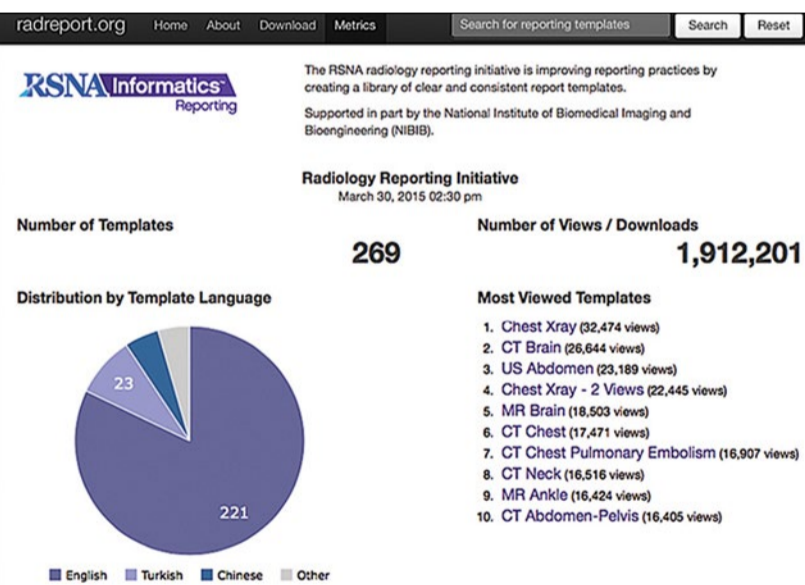 radreport.org Home About Download Metrics Search for reporting templates Search Reset
RSNA Informatics™
Reporting
The RSNA radiology reporting initiative is improving reporting practices by
creating a library of clear and consistent report templates.
Supported in part by the National Institute of Biomedical Imaging and
Bioengineering (NIBIB).
Radiology Reporting Initiative
March 30, 2015 02:30 pm
Number of Templates
269
Number of Views / Downloads
1,912,201
Distribution by Template Language
23
221
English Turkish Chinese Other
Most Viewed Templates
1. Chest Xray (32,474 views)
2. CT Brain (26,644 views)
3. US Abdomen (23,189 views)
4. Chest Xray - 2 Views (22,445 views)
5. MR Brain (18,503 views)
6. CT Chest (17,471 views)
7. CT Chest Pulmonary Embolism (16,907 views)
8. CT Neck (16,516 views)
9. MR Ankle (16,424 views)
10. CT Abdomen-Pelvis (16,405 views)